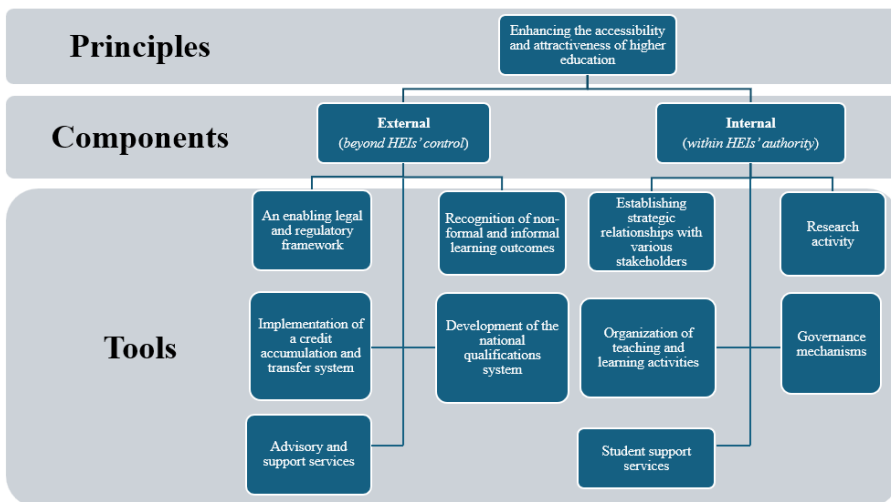 Principles
Enhancing the accessibility
and attractiveness of higher
education
Components
External
(beyond HEIs' control)
Internal
(within HEIs' authority)
Tools
An enabling legal
and regulatory
framework
Recognition of non-
formal and informal
learning outcomes
Establishing
strategic
relationships with
various
stakeholders
Research
activity
Implementation of
a credit
accumulation and
transfer system
Development of the
national
qualifications
system
Organization of
teaching and
learning activities
Governance
mechanisms
Advisory and
support services
Student support
services